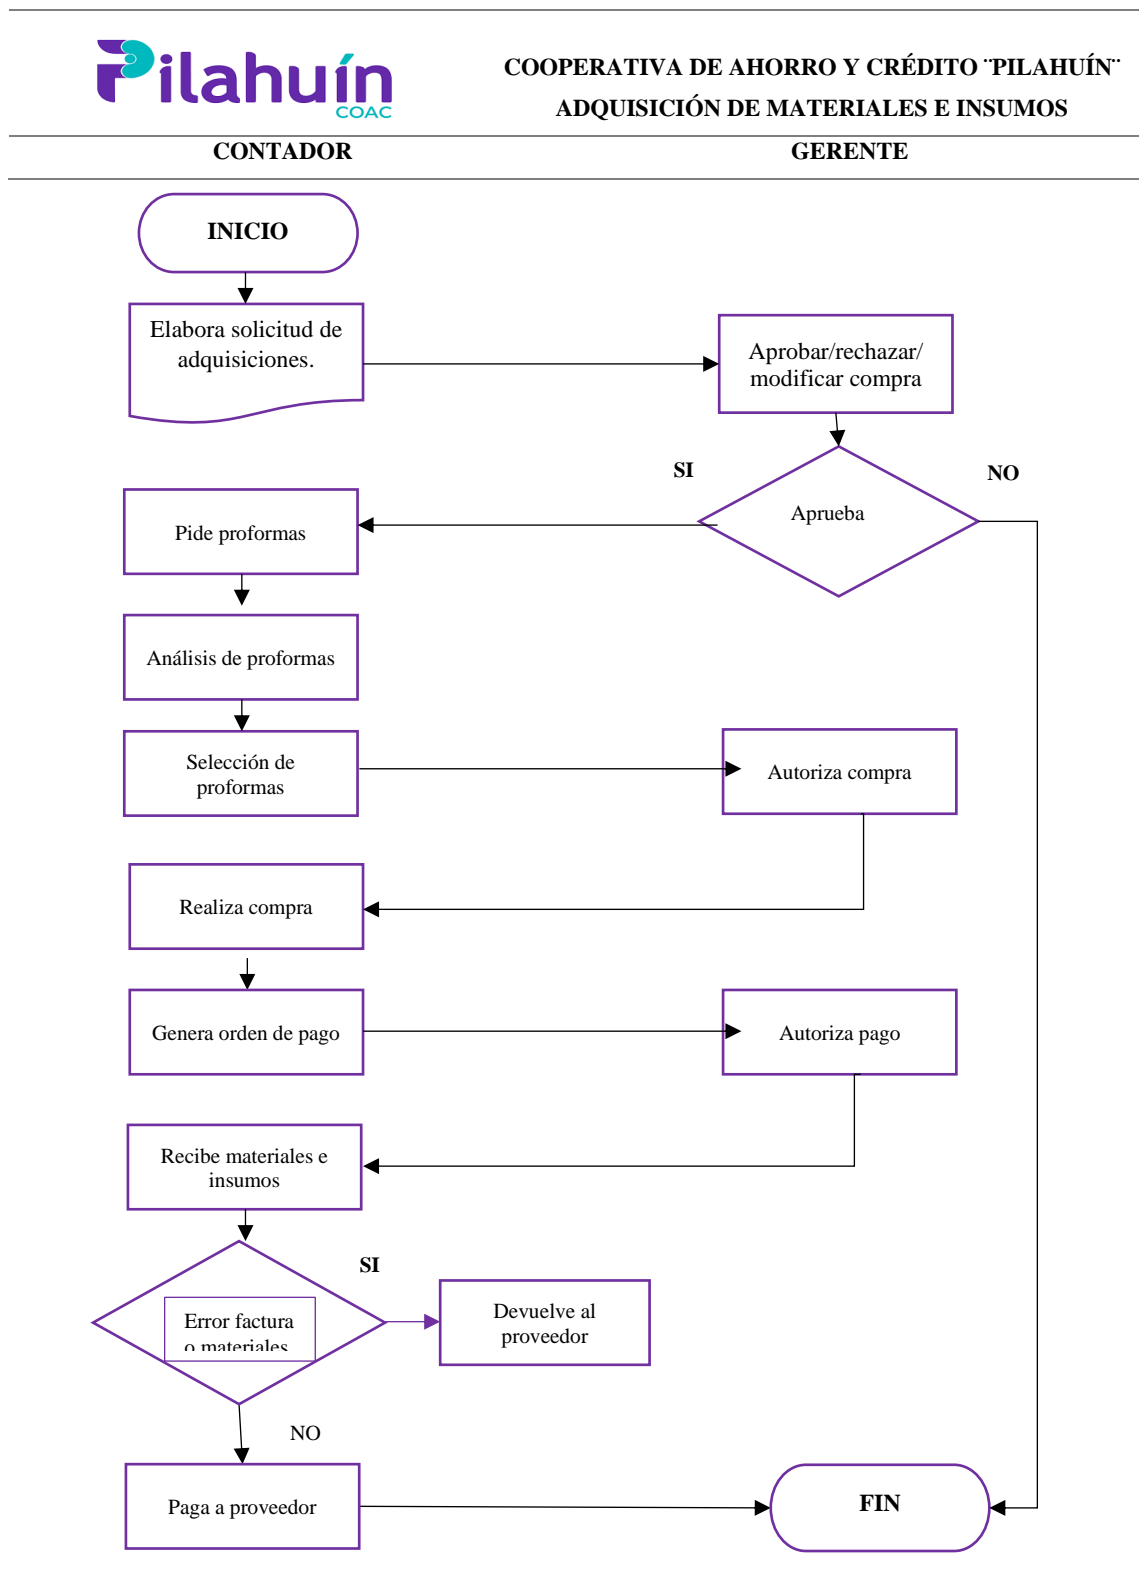 Pilahuín
COAC
COOPERATIVA DE AHORRO Y CRÉDITO ¨PILAHUÍN¨
ADQUISICIÓN DE MATERIALES E INSUMOS
CONTADOR
GERENTE
INICIO
Elabora solicitud de
adquisiciones.
Aprobar/rechazar/
modificar compra
SI
NO
Aprueba
Pide proformas
Análisis de proformas
Selección de
proformas
Autoriza compra
Realiza compra
Genera orden de pago
Autoriza pago
Recibe materiales e
insumos
SI
Error factura
o materiales
Devuelve al
proveedor
NO
Paga a proveedor
FIN